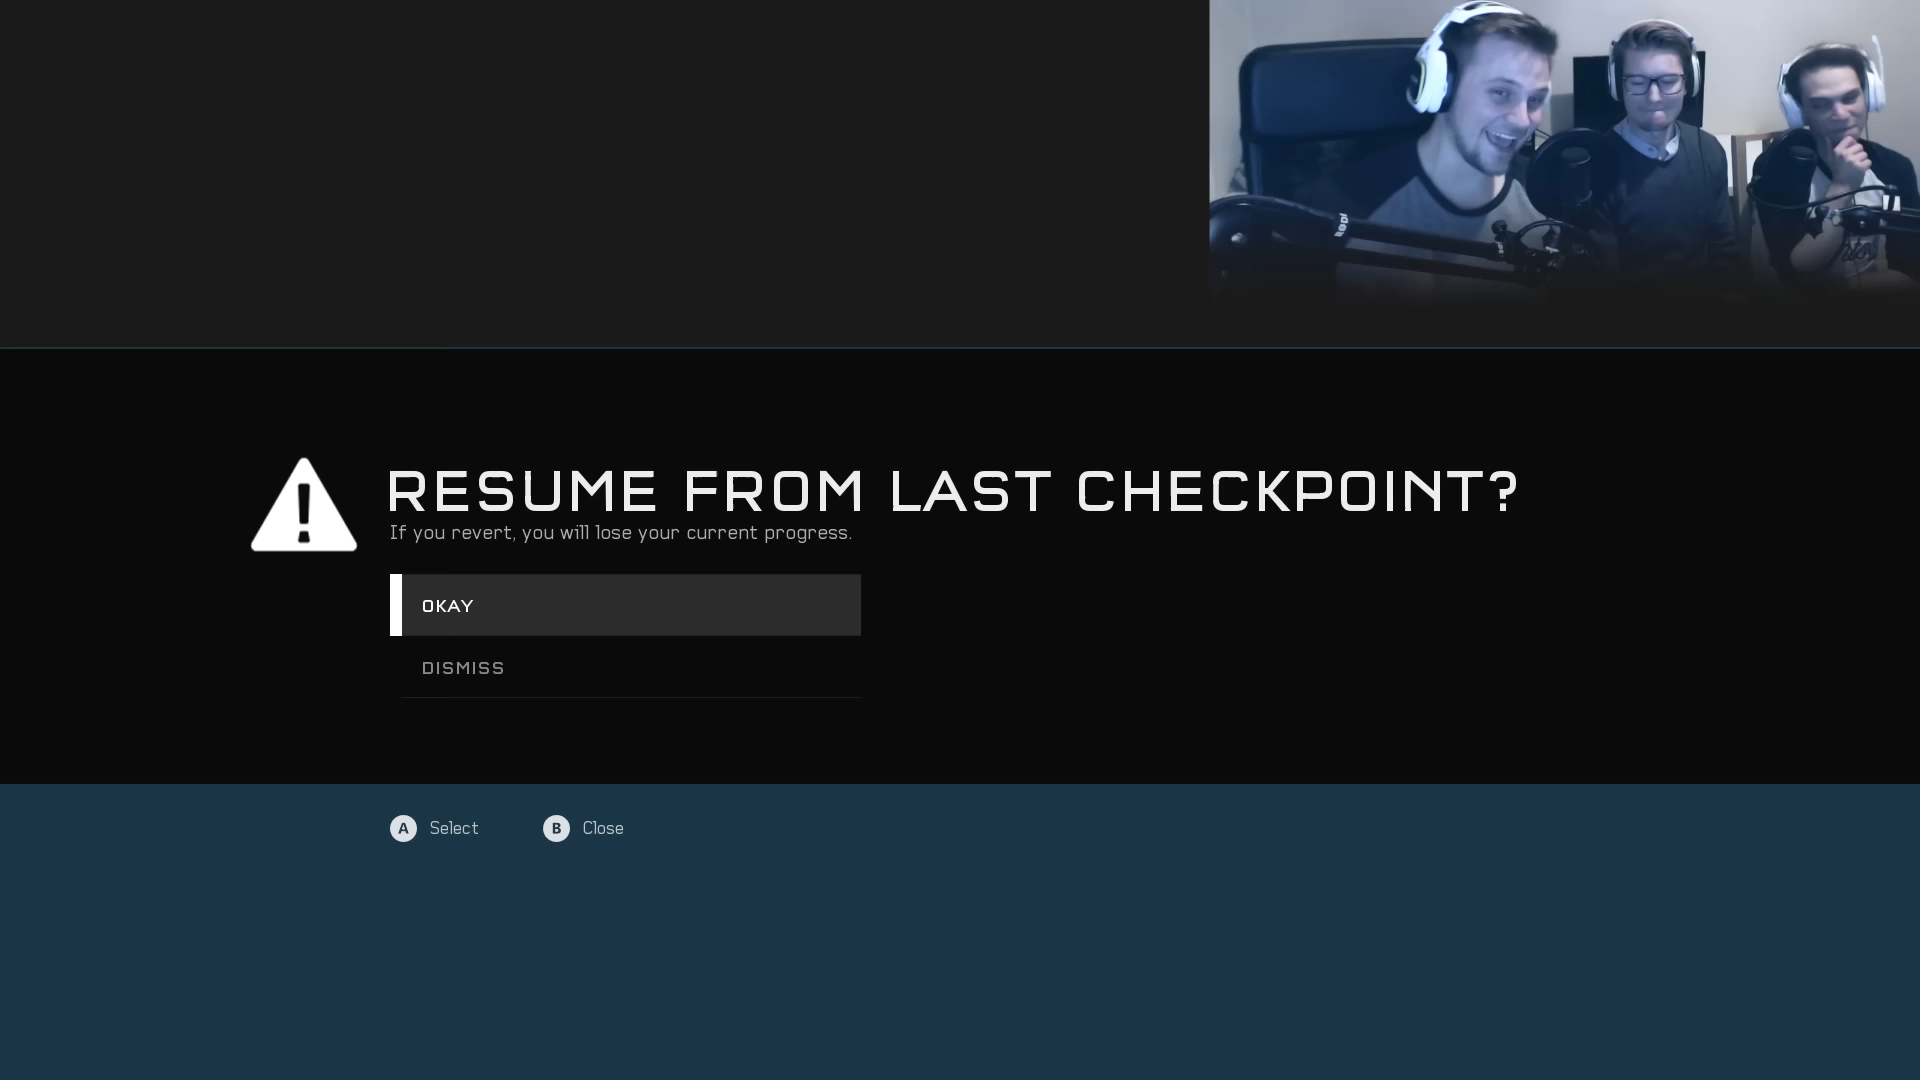 RESUME FROM LAST CHECKPOINT?
If you revert, you will lose your current progress.
OKAY
DISMISS
A Select
B Close